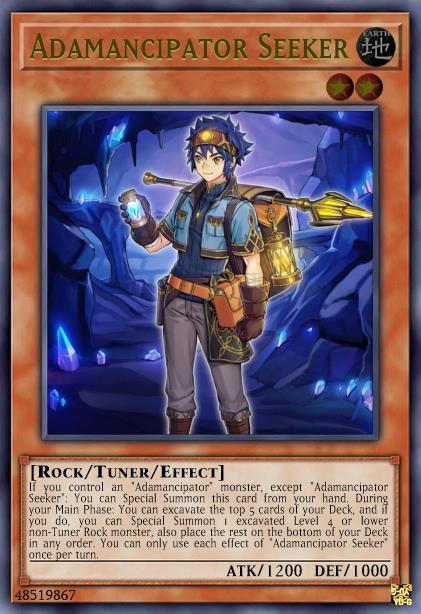 Adamancipator Seeker
EARTH
地
[Rock/Tuner/Effect]
If you control an "Adamancipator" monster, except "Adamancipator
Seeker": You can Special Summon this card from your hand. During
your Main Phase: You can excavate the top 5 cards of your Deck, and if
you do, you can Special Summon 1 excavated Level 4 or lower
non-Tuner Rock monster, also place the rest on the bottom of your Deck
in any order. You can only use each effect of "Adamancipator Seeker"
once per turn.
ATK/1200 DEF/1000
48519867